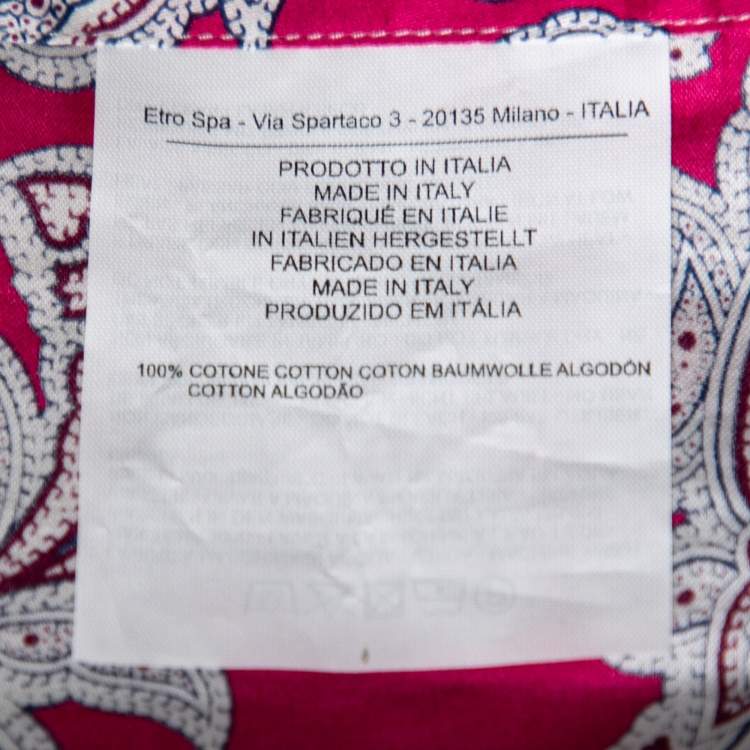 Etro Spa - Via Spartaco 3 - 20135 Milano - ITALIA
PRODOTTO IN ITALIA
MADE IN ITALY
FABRIQUÉ EN ITALIE
IN ITALIEN HERGESTELLT
FABRICADO EN ITALIA
MADE IN ITALY
PRODUZIDO EM ITÁLIA
100% COTONE COTTON COTON BAUMWOLLE ALGODÓN
COTTON ALGODÃO